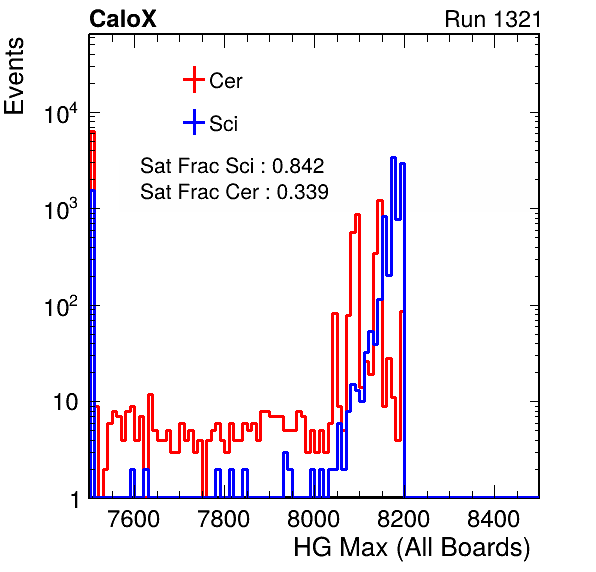 CaloX Run 1321
Events
Cer
Sci
Sat Frac Sci : 0.842
Sat Frac Cer : 0.339
10^4
10^3
10^2
10
1
7600 7800 8000 8200 8400
HG Max (All Boards)